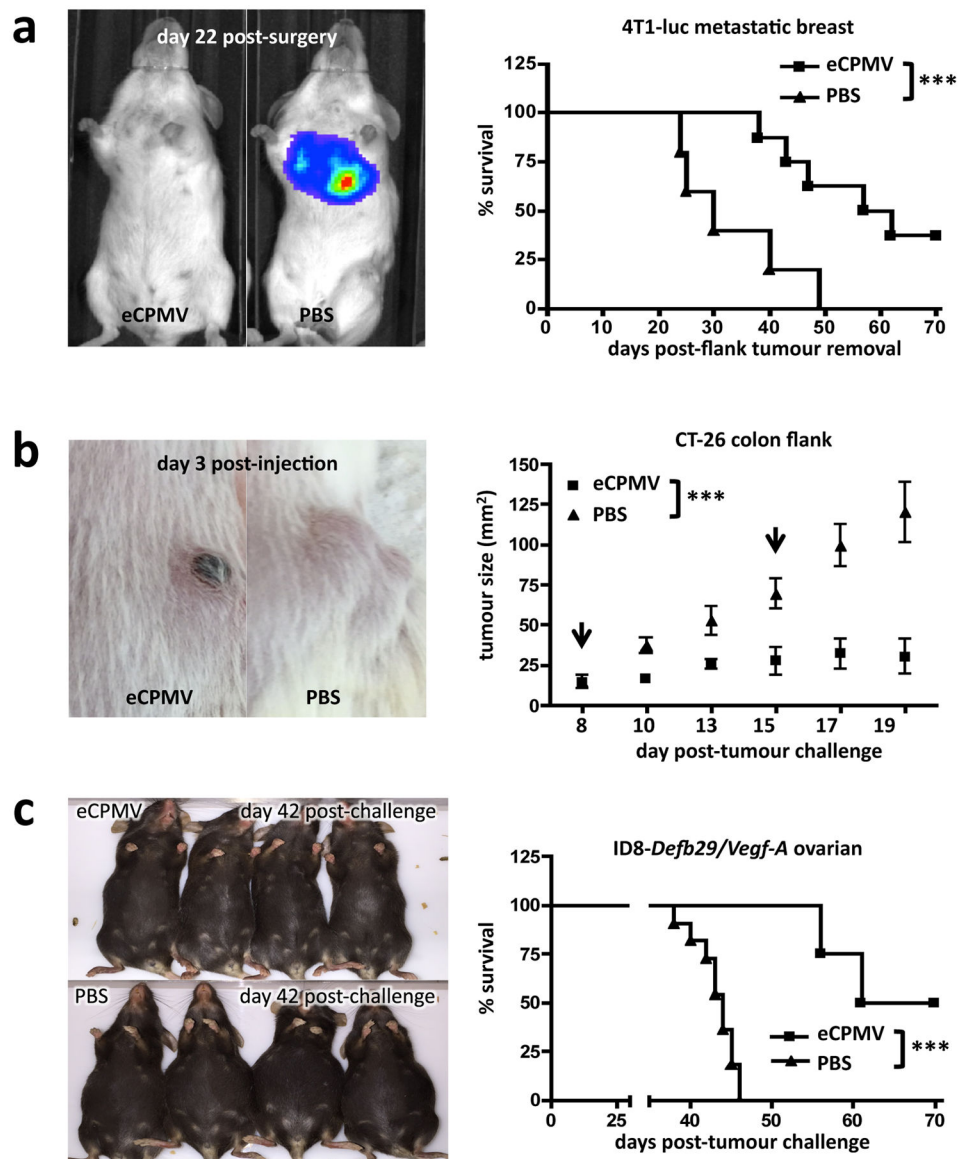 a
day 22 post-surgery
eCPMV
PBS
4T1-luc metastatic breast
eCPMV
PBS
***
125
100
75
50
25
0
% survival
0
10
20
30
40
50
60
70
days post-flank tumour removal
b
day 3 post-injection
eCPMV
PBS
CT-26 colon flank
eCPMV
PBS
***
150
125
100
75
50
25
0
tumour size (mm²)
8
10
13
15
17
19
day post-tumour challenge
c
eCPMV
day 42 post-challenge
PBS
day 42 post-challenge
ID8-Defb29/Vegf-A ovarian
125
100
75
50
25
0
% survival
eCPMV
PBS
***
0
25
40
50
60
70
days post-tumour challenge